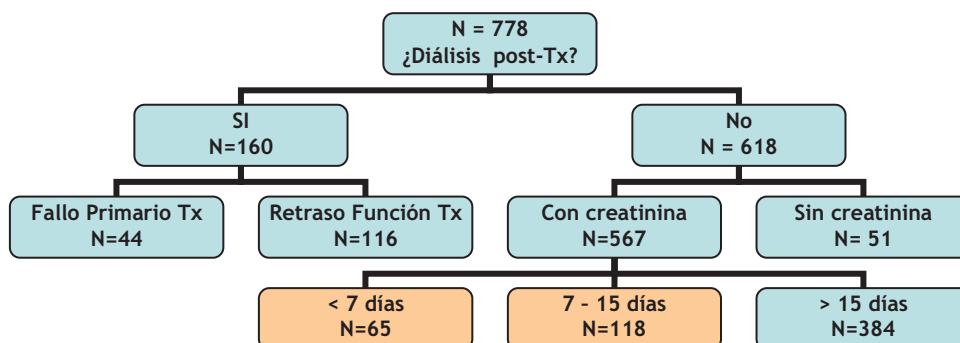 N = 778
¿Diálisis post-Tx?
SI
N=160
No
N = 618
Fallo Primario Tx
N=44
Retraso Función Tx
N=116
Con creatinina
N=567
Sin creatinina
N= 51
< 7 días
N=65
7 - 15 días
N=118
> 15 días
N=384